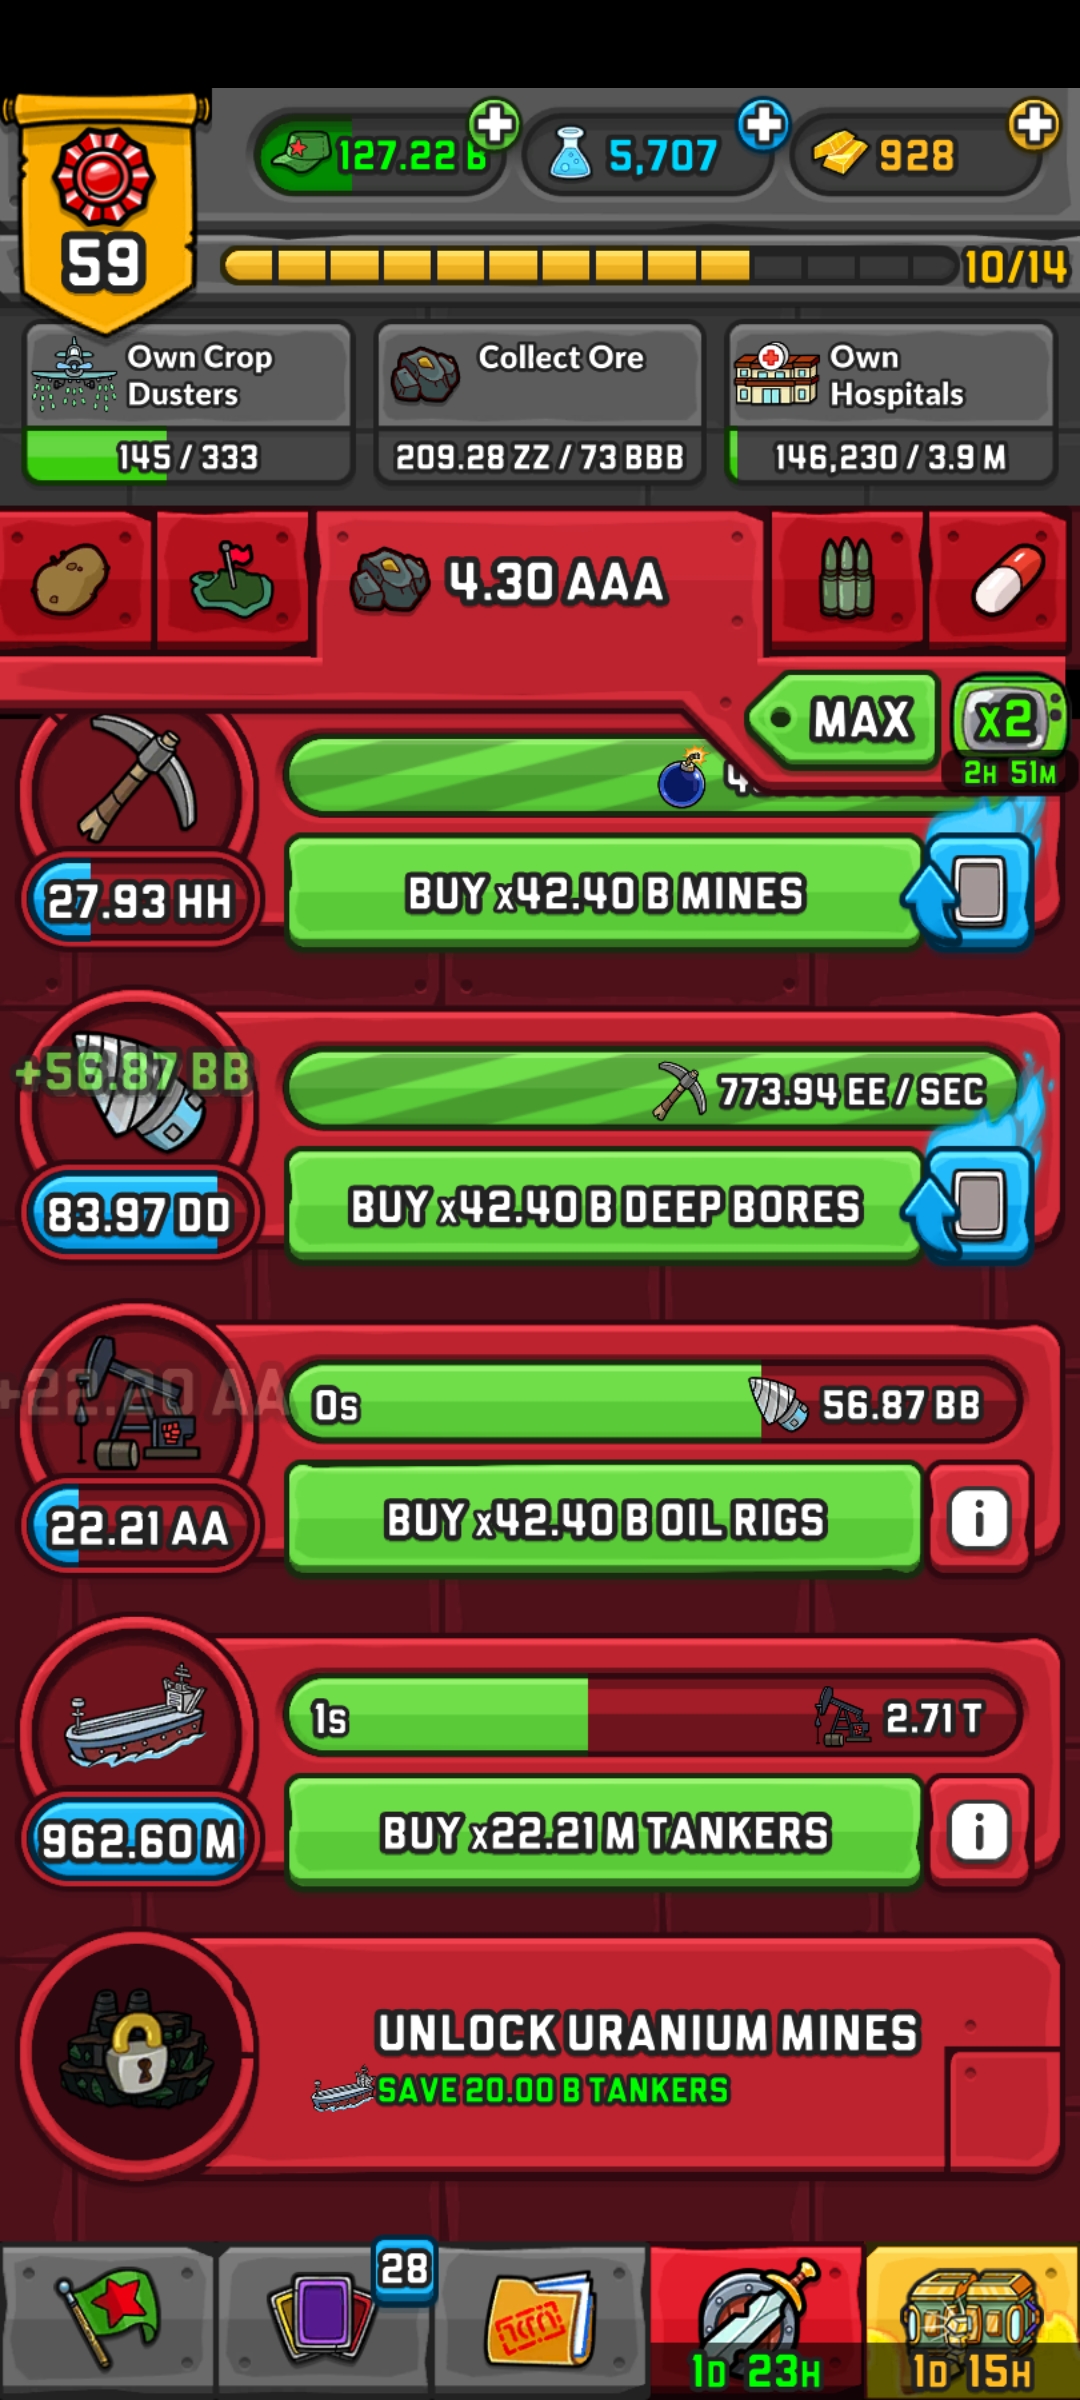 127.22 B
5,707
928
59
10/14
Own Crop
Dusters
Collect Ore
Own
Hospitals
145 / 333
209.28 ZZ / 73 BBB
146,230 / 3.9 M
4.30 AAA
MAX
x2
2H 51M
27.93 HH
BUY x42.40 B MINES
+56.87 BB
773.94 EE / SEC
83.97 DD
BUY x42.40 B DEEP BORES
+22.20 AA
0s
56.87 BB
22.21 AA
BUY x42.40 B OIL RIGS
i
1s
2.71 T
962.60 M
BUY x22.21 M TANKERS
i
UNLOCK URANIUM MINES
SAVE 20.00 B TANKERS
28
1D 23H
1D 15H